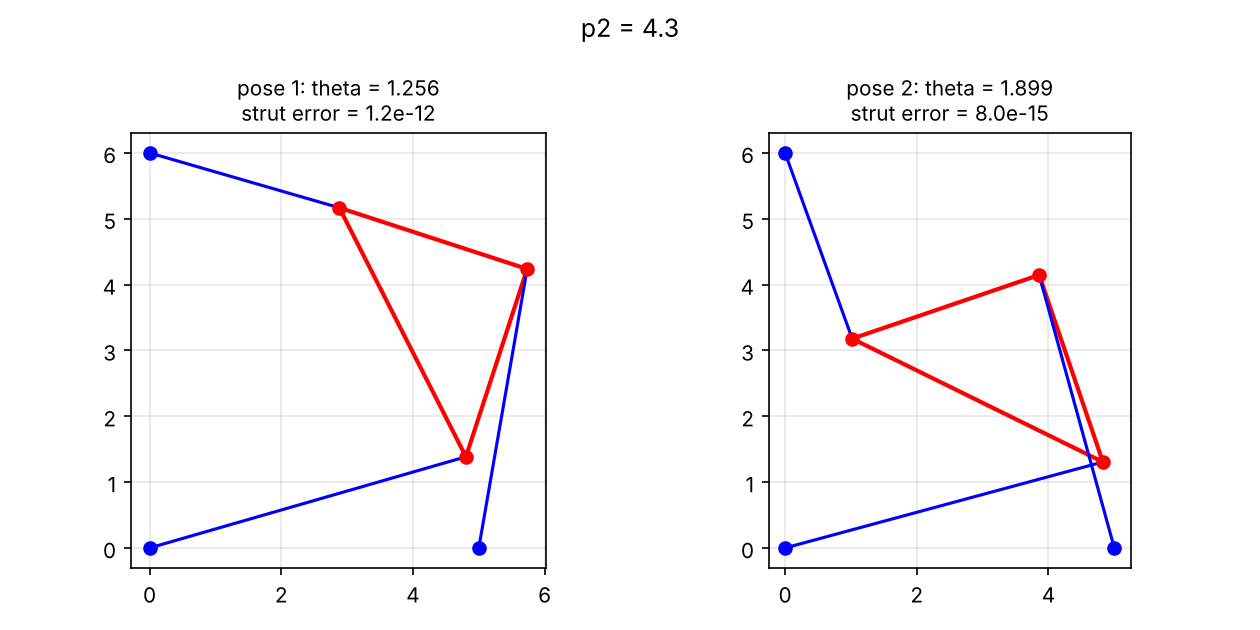 p2 = 4.3
pose 1: theta = 1.256
strut error = 1.2e-12
6
5
4
3
2
1
0
0 2 4 6
pose 2: theta = 1.899
strut error = 8.0e-15
6
5
4
3
2
1
0
0 2 4